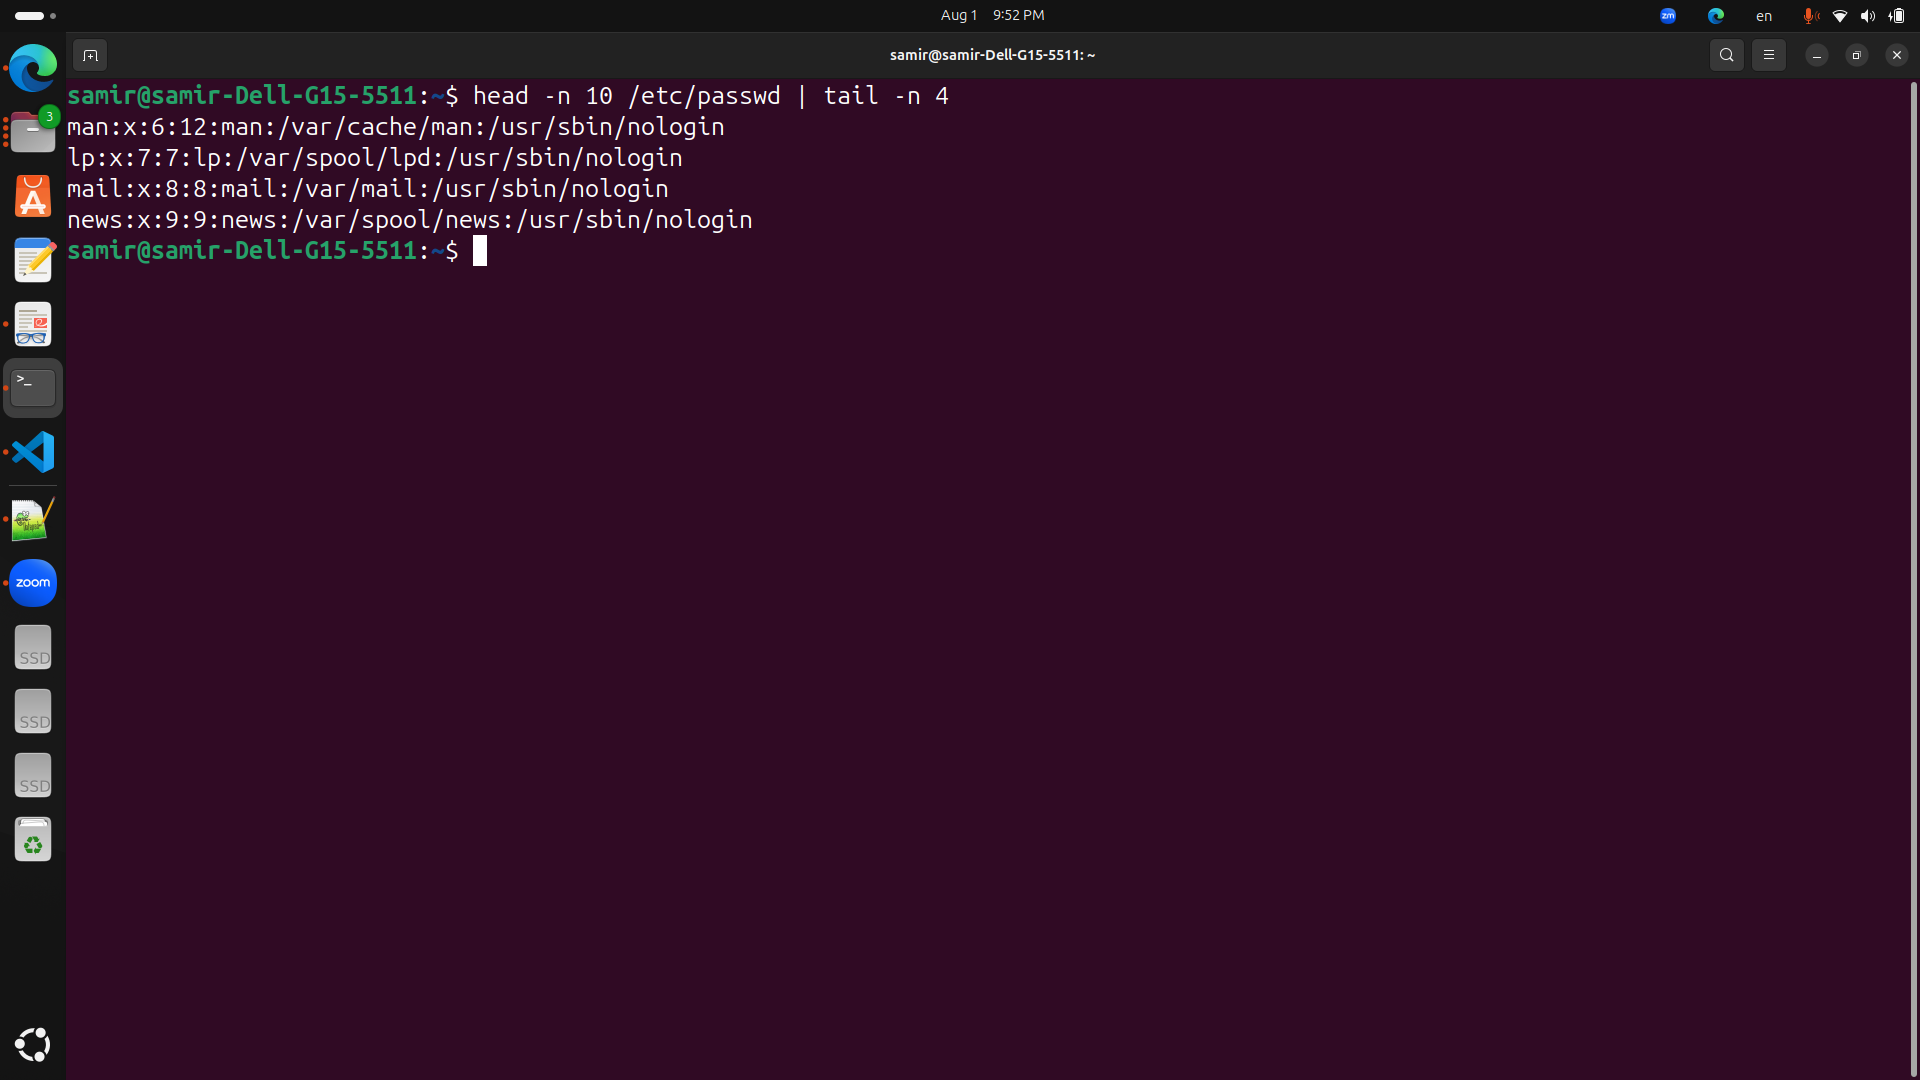 Aug 1 9:52 PM
zm
en
samir@samir-Dell-G15-5511: ~
3
samir@samir-Dell-G15-5511:~$ head -n 10 /etc/passwd | tail -n 4
man:x:6:12:man:/var/cache/man:/usr/sbin/nologin
lp:x:7:7:lp:/var/spool/lpd:/usr/sbin/nologin
mail:x:8:8:mail:/var/mail:/usr/sbin/nologin
news:x:9:9:news:/var/spool/news:/usr/sbin/nologin
samir@samir-Dell-G15-5511:~$
>_
zoom
SSD
SSD
SSD